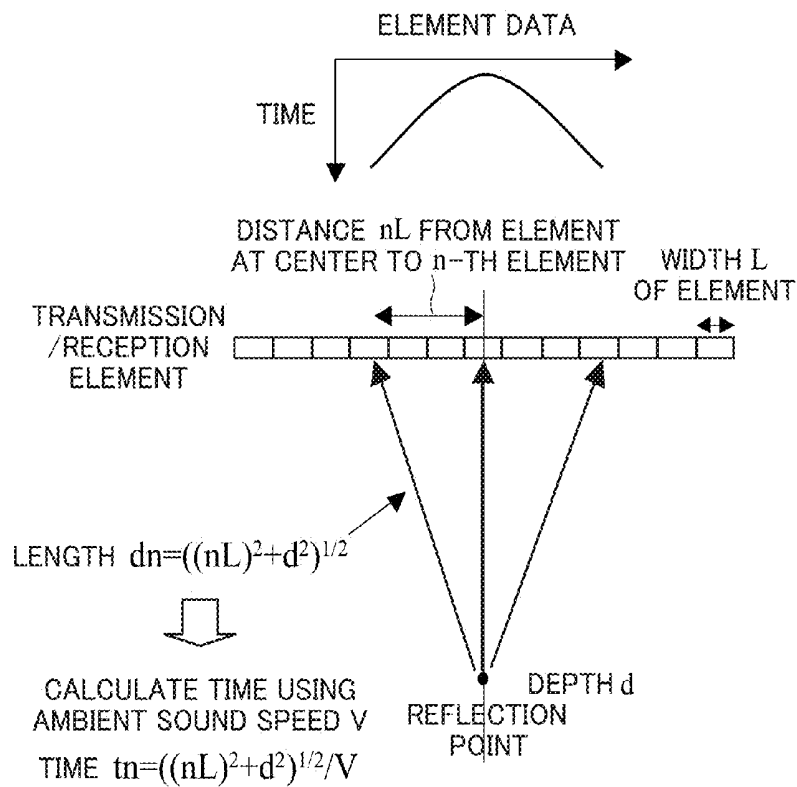 ELEMENT DATA
TIME
DISTANCE nL FROM ELEMENT
AT CENTER TO n-TH ELEMENT
WIDTH L
OF ELEMENT
TRANSMISSION
/RECEPTION
ELEMENT
LENGTH dn=((nL)²+d²)^1/2
CALCULATE TIME USING
AMBIENT SOUND SPEED V
TIME tn=((nL)²+d²)^1/2/V
DEPTH d
REFLECTION
POINT